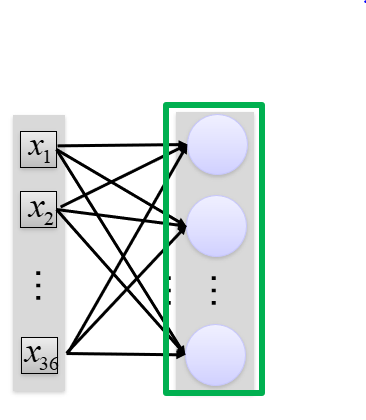 x₁
x₂
⋮ ⋮ ⋮
x₃₆